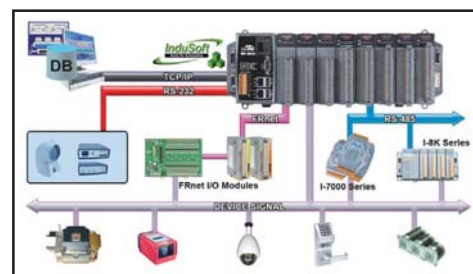 InduSoft
DB
TCP/IP
RS-232
FRnet
RS-485
I-8K Series
FRnet I/O Modules
I-7000 Series
DEVICE SIGNAL